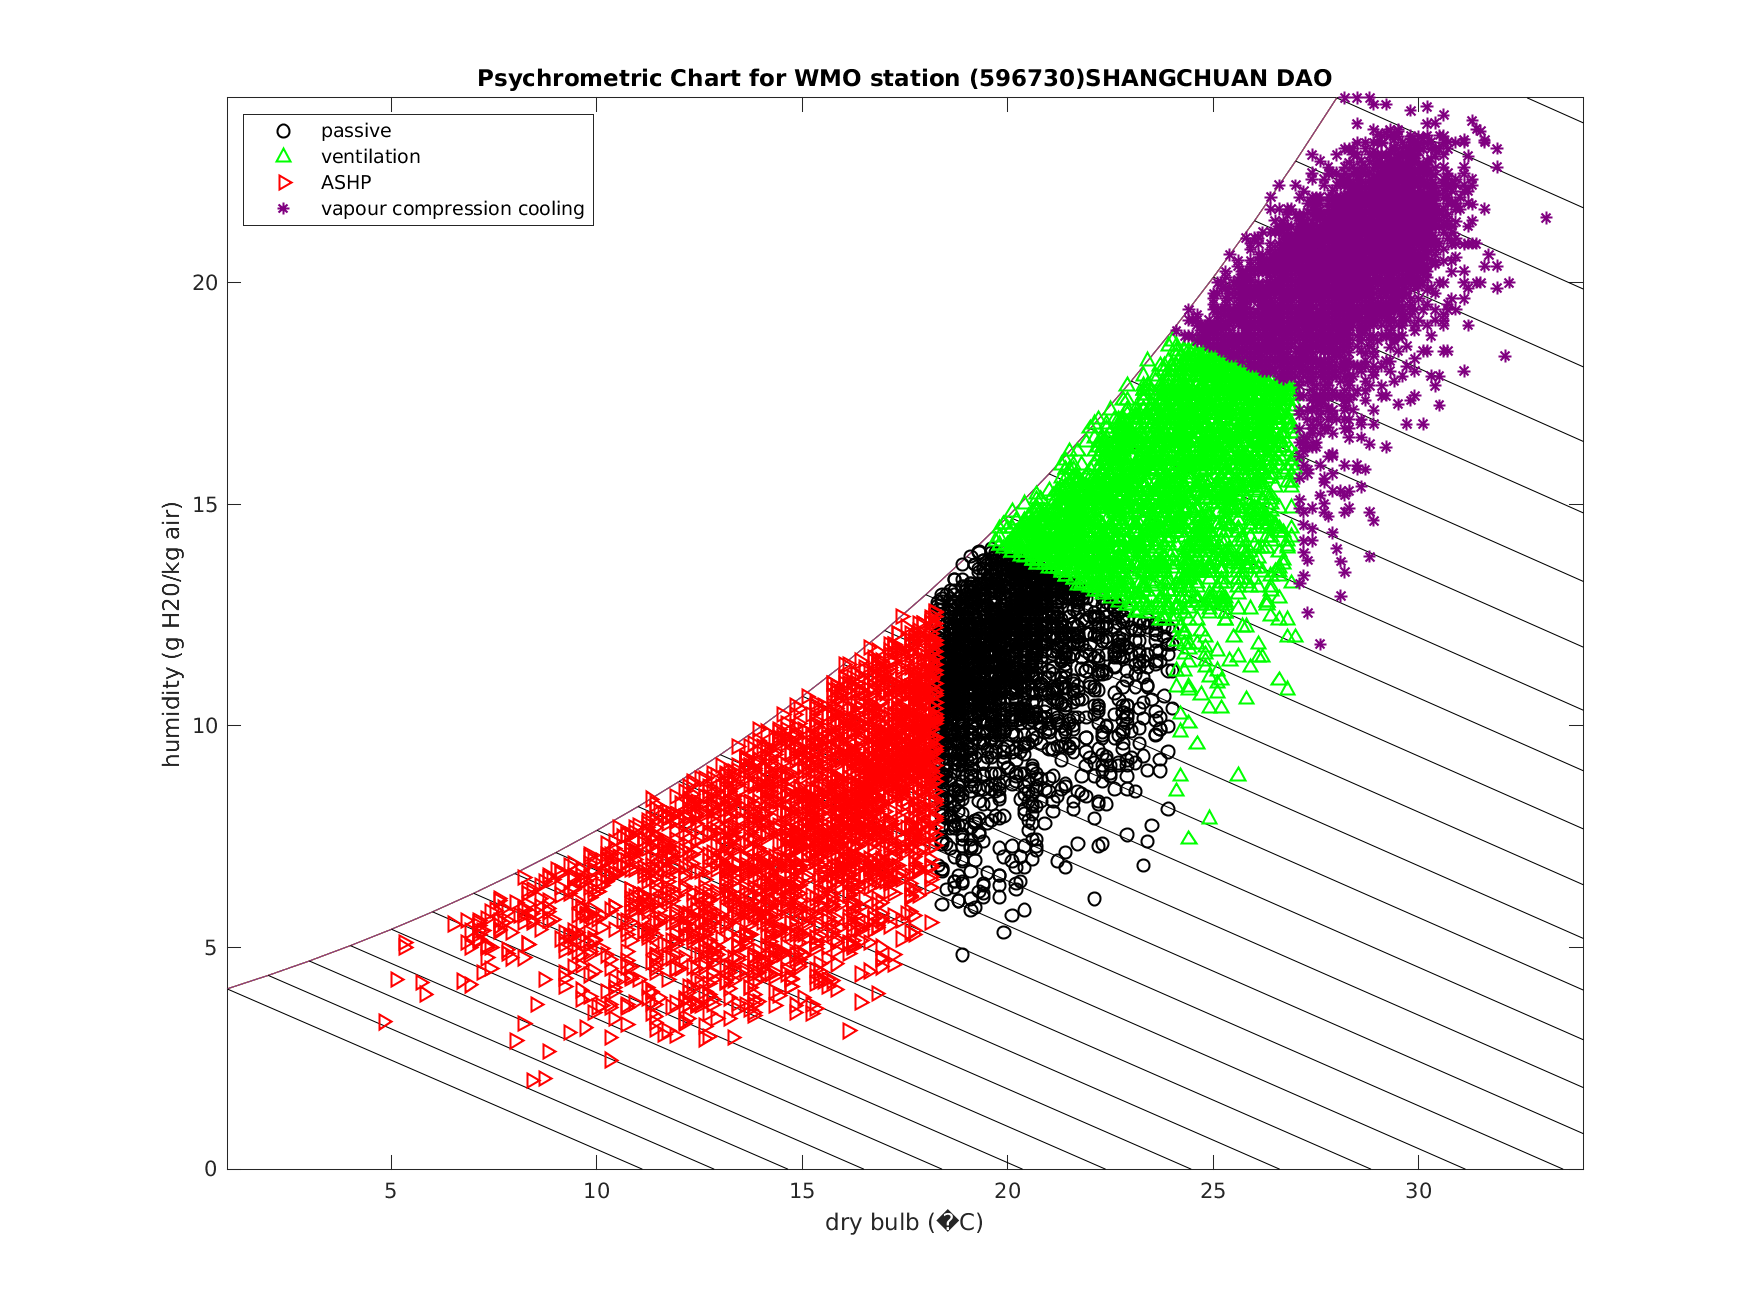 Psychrometric Chart for WMO station (596730)SHANGCHUAN DAO
passive
ventilation
ASHP
vapour compression cooling
humidity (g H20/kg air)
20
15
10
5
0
5 10 15 20 25 30
dry bulb (�C)